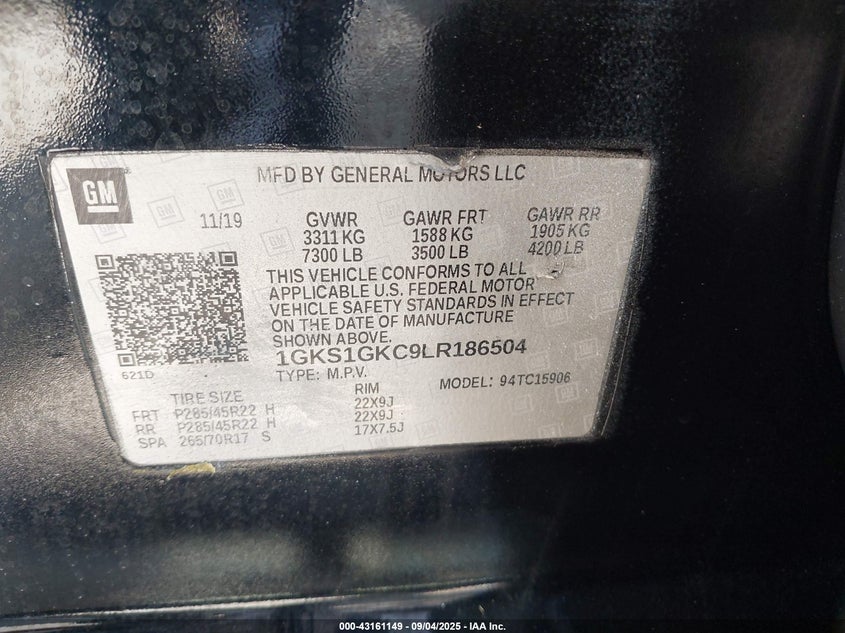 GM
MFD BY GENERAL MOTORS LLC
11/19
GVWR GAWR FRT GAWR RR
3311 KG 1588 KG 1905 KG
7300 LB 3500 LB 4200 LB
THIS VEHICLE CONFORMS TO ALL
APPLICABLE U.S. FEDERAL MOTOR
VEHICLE SAFETY STANDARDS IN EFFECT
ON THE DATE OF MANUFACTURE
SHOWN ABOVE.
1GKS1GKC9LR186504
621D
TYPE: M.P.V. MODEL: 94TC15906
TIRE SIZE RIM
FRT P285/45R22 H 22X9J
RR P285/45R22 H 22X9J
SPA 265/70R17 S 17X7.5J
000-43161149 - 09/04/2025 - IAA Inc.